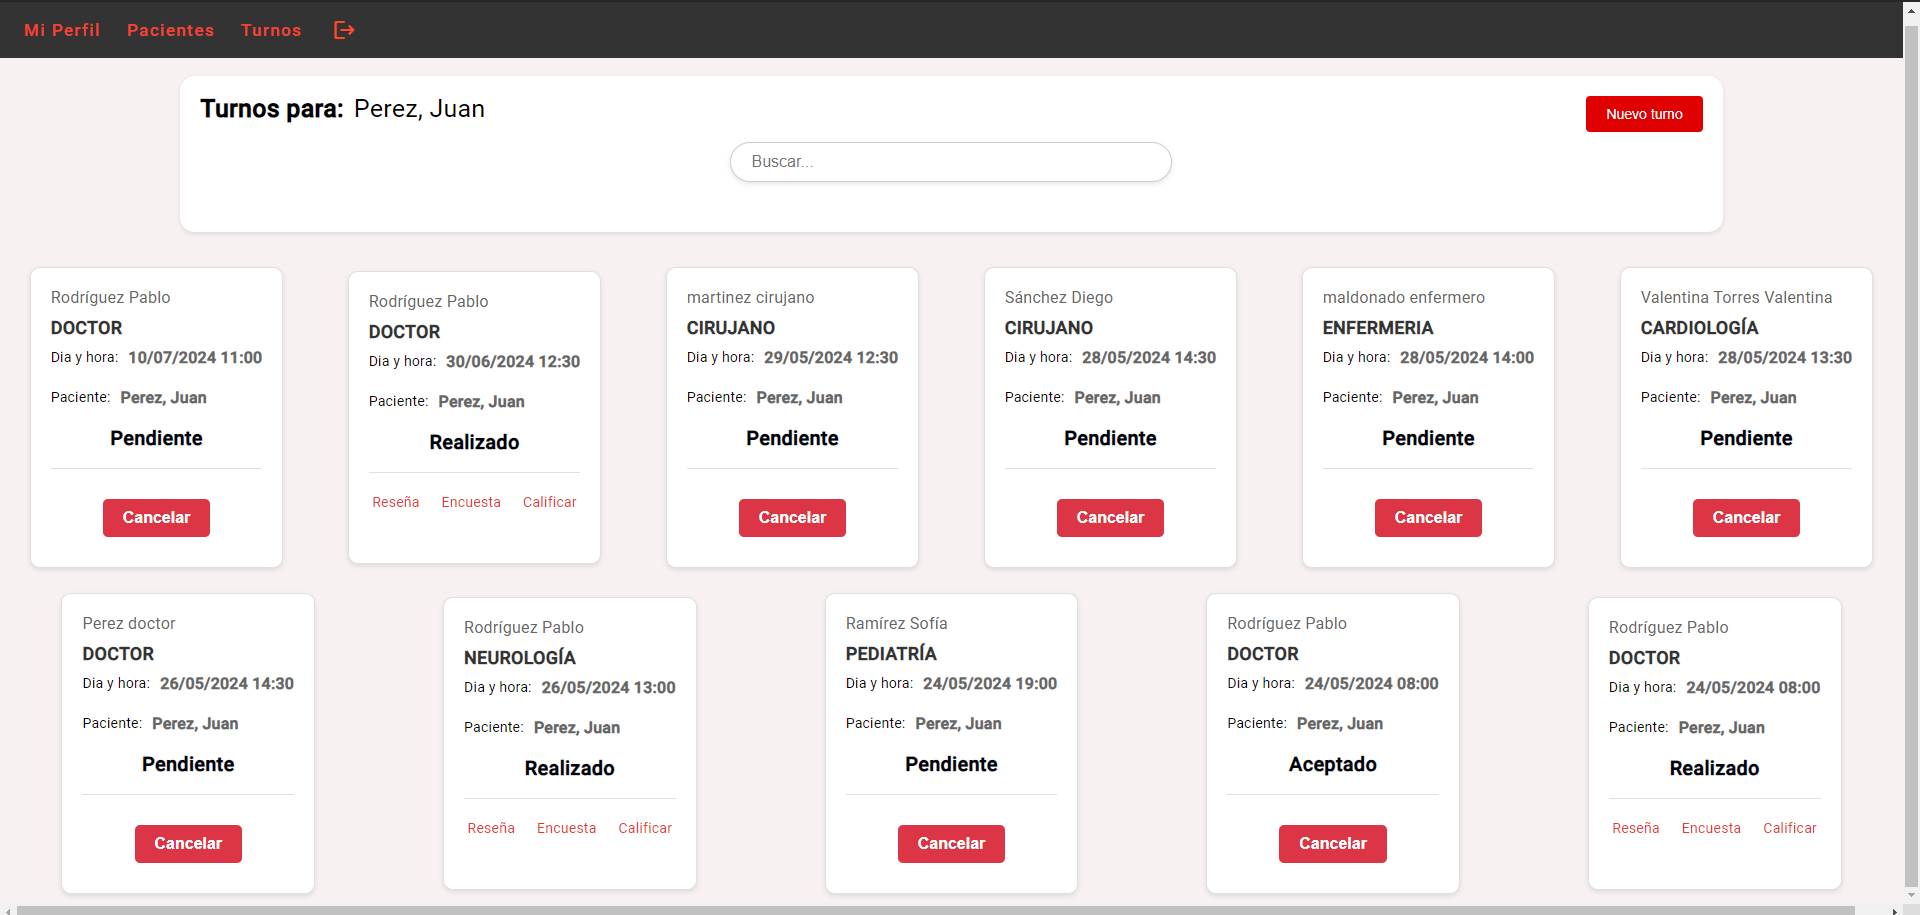 Mi Perfil Pacientes Turnos
Turnos para: Perez, Juan
Nuevo turno
Buscar...
Rodríguez Pablo
DOCTOR
Dia y hora: 10/07/2024 11:00
Paciente: Perez, Juan
Pendiente
Cancelar
Rodríguez Pablo
DOCTOR
Dia y hora: 30/06/2024 12:30
Paciente: Perez, Juan
Realizado
Reseña Encuesta Calificar
martinez cirujano
CIRUJANO
Dia y hora: 29/05/2024 12:30
Paciente: Perez, Juan
Pendiente
Cancelar
Sánchez Diego
CIRUJANO
Dia y hora: 28/05/2024 14:30
Paciente: Perez, Juan
Pendiente
Cancelar
maldonado enfermero
ENFERMERIA
Dia y hora: 28/05/2024 14:00
Paciente: Perez, Juan
Pendiente
Cancelar
Valentina Torres Valentina
CARDIOLOGÍA
Dia y hora: 28/05/2024 13:30
Paciente: Perez, Juan
Pendiente
Cancelar
Perez doctor
DOCTOR
Dia y hora: 26/05/2024 14:30
Paciente: Perez, Juan
Pendiente
Cancelar
Rodríguez Pablo
NEUROLOGÍA
Dia y hora: 26/05/2024 13:00
Paciente: Perez, Juan
Realizado
Reseña Encuesta Calificar
Ramírez Sofía
PEDIATRÍA
Dia y hora: 24/05/2024 19:00
Paciente: Perez, Juan
Pendiente
Cancelar
Rodríguez Pablo
DOCTOR
Dia y hora: 24/05/2024 08:00
Paciente: Perez, Juan
Aceptado
Cancelar
Rodríguez Pablo
DOCTOR
Dia y hora: 24/05/2024 08:00
Paciente: Perez, Juan
Realizado
Reseña Encuesta Calificar